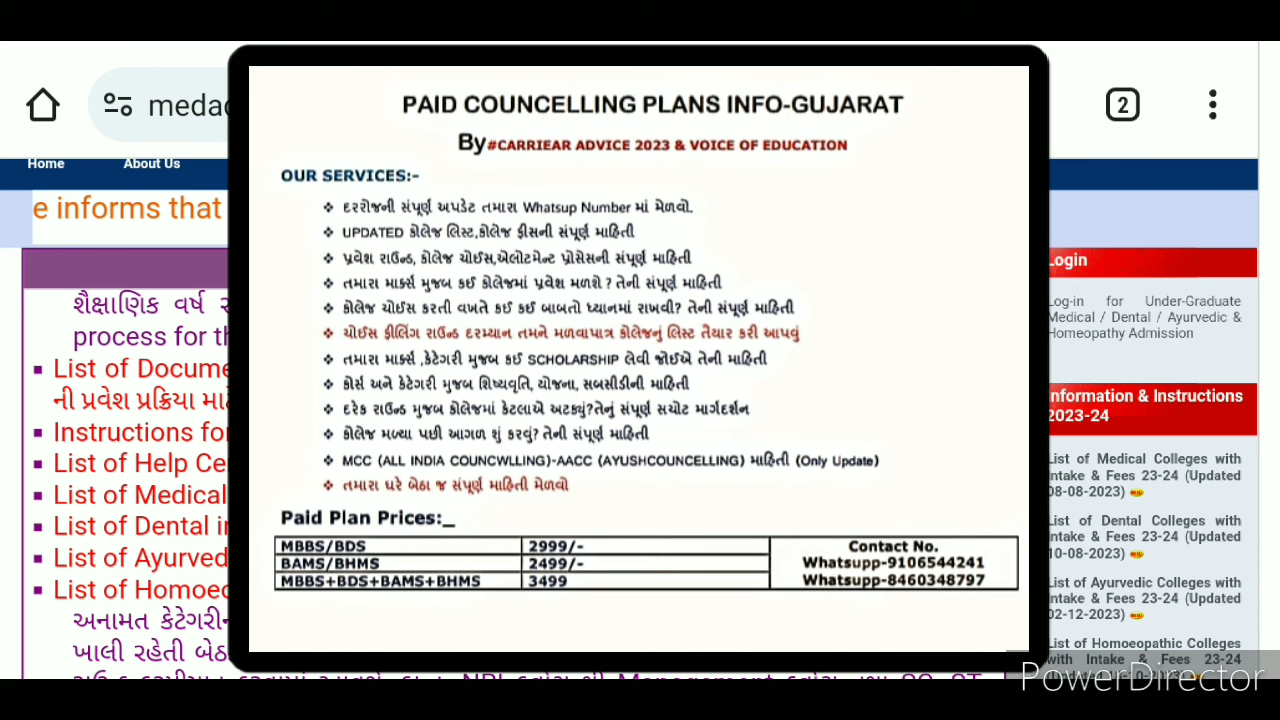 2
medac
Home About Us
e informs that
શૈક્ષાણિક વર્ષ
process for th
List of Docume
ની પ્રવેશ પ્રક્રિયા માટે
Instructions for
List of Help Ce
List of Medical
List of Dental in
List of Ayurved
List of Homoeo
અનામત કેટેગરીન
ખાલી રહેતી બેઠ
PAID COUNCELLING PLANS INFO-GUJARAT
By#CARRIEAR ADVICE 2023 & VOICE OF EDUCATION
OUR SERVICES:-
❖ દરરોજની સંપૂર્ણ અપડેટ તમારા Whatsup Number માં મેળવો.
❖ UPDATED કોલેજ લિસ્ટ,કોલેજ ફીસની સંપૂર્ણ માહિતી
❖ પ્રવેશ રાઉન્ડ, કોલેજ ચોઈસ,એલોટમેન્ટ પ્રોસેસની સંપૂર્ણ માહિતી
❖ તમારા માર્ક્સ મુજબ કઈ કોલેજમાં પ્રવેશ મળશે ? તેની સંપૂર્ણ માહિતી
❖ કોલેજ ચોઈસ કરતી વખતે કઈ કઈ બાબતો ધ્યાનમાં રાખવી? તેની સંપૂર્ણ માહિતી
❖ ચોઈસ ફીલિંગ રાઉન્ડ દરમ્યાન તમને મળવાપાત્ર કોલેજનું લિસ્ટ તૈયાર કરી આપવું
❖ તમારા માર્ક્સ ,કેટેગરી મુજબ કઈ SCHOLARSHIP લેવી જોઈએ તેની માહિતી
❖ કોર્સ અને કેટેગરી મુજબ શિષ્યવૃતિ, યોજના, સબસીડીની માહિતી
❖ દરેક રાઉન્ડ મુજબ કોલેજમાં કેટલાએ અટક્યું?તેનું સંપૂર્ણ સચોટ માર્ગદર્શન
❖ કોલેજ મળ્યા પછી આગળ શું કરવું? તેની સંપૂર્ણ માહિતી
❖ MCC (ALL INDIA COUNCWLLING)-AACC (AYUSHCOUNCELLING) માહિતી (Only Update)
❖ તમારા ઘરે બેઠા જ સંપૂર્ણ માહિતી મેળવો
Paid Plan Prices:_
MBBS/BDS 2999/- Contact No.
BAMS/BHMS 2499/- Whatsupp-9106544241
MBBS+BDS+BAMS+BHMS 3499 Whatsupp-8460348797
Login
Log-in for Under-Graduate
Medical / Dental / Ayurvedic &
Homeopathy Admission
nformation & Instructions
2023-24
List of Medical Colleges with
Intake & Fees 23-24 (Updated
08-08-2023)
List of Dental Colleges with
Intake & Fees 23-24 (Updated
10-08-2023)
List of Ayurvedic Colleges with
Intake & Fees 23-24 (Updated
02-12-2023)
List of Homoeopathic Colleges
with Intake & Fees 23-24
PowerDirector